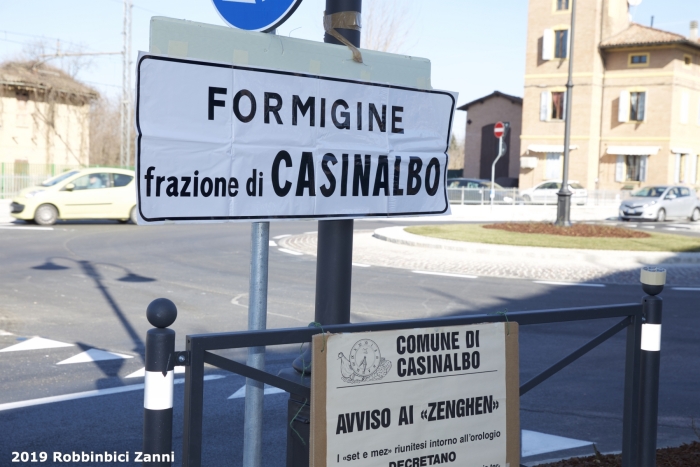 FORMIGINE
frazione di CASINALBO
COMUNE DI
CASINALBO
AVVISO AI «ZENGHEN»
I «set e mez» riunitesi intorno all'orologio
DECRETANO
2019 Robbinbici Zanni